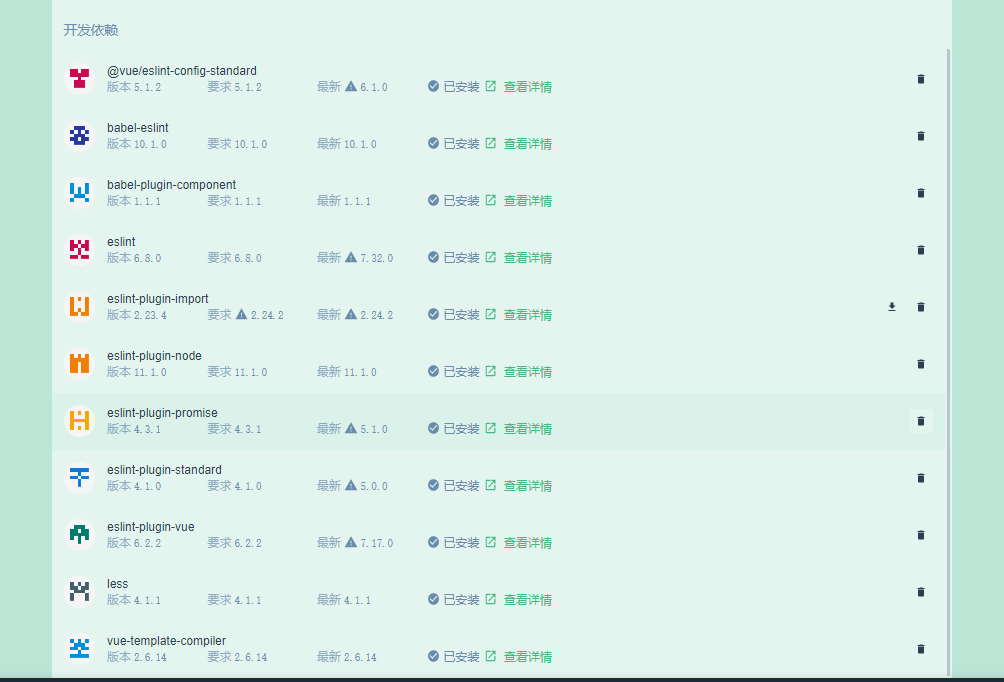 开发依赖
@vue/eslint-config-standard
版本 5.1.2 要求 5.1.2 最新 6.1.0 已安装 查看详情
babel-eslint
版本 10.1.0 要求 10.1.0 最新 10.1.0 已安装 查看详情
babel-plugin-component
版本 1.1.1 要求 1.1.1 最新 1.1.1 已安装 查看详情
eslint
版本 6.8.0 要求 6.8.0 最新 7.32.0 已安装 查看详情
eslint-plugin-import
版本 2.23.4 要求 2.24.2 最新 2.24.2 已安装 查看详情
eslint-plugin-node
版本 11.1.0 要求 11.1.0 最新 11.1.0 已安装 查看详情
eslint-plugin-promise
版本 4.3.1 要求 4.3.1 最新 5.1.0 已安装 查看详情
eslint-plugin-standard
版本 4.1.0 要求 4.1.0 最新 5.0.0 已安装 查看详情
eslint-plugin-vue
版本 6.2.2 要求 6.2.2 最新 7.17.0 已安装 查看详情
less
版本 4.1.1 要求 4.1.1 最新 4.1.1 已安装 查看详情
vue-template-compiler
版本 2.6.14 要求 2.6.14 最新 2.6.14 已安装 查看详情